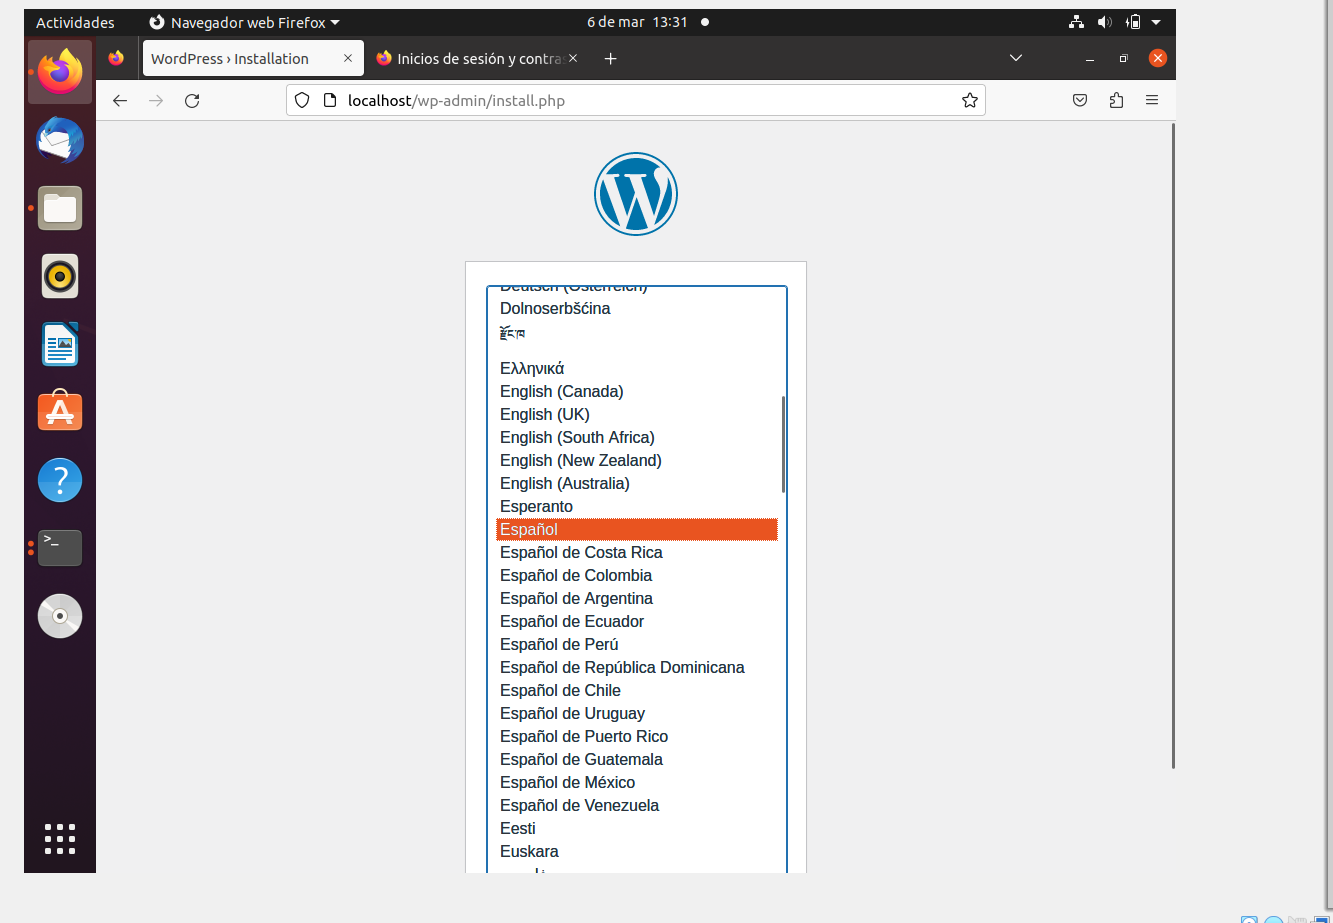 Actividades
Navegador web Firefox
6 de mar 13:31
WordPress › Installation
Inicios de sesión y contra
localhost/wp-admin/install.php
Deutsch (Österreich)
Dolnoserbšćina
རྫོང་ཁ
Ελληνικά
English (Canada)
English (UK)
English (South Africa)
English (New Zealand)
English (Australia)
Esperanto
Español
Español de Costa Rica
Español de Colombia
Español de Argentina
Español de Ecuador
Español de Perú
Español de República Dominicana
Español de Chile
Español de Uruguay
Español de Puerto Rico
Español de Guatemala
Español de México
Español de Venezuela
Eesti
Euskara